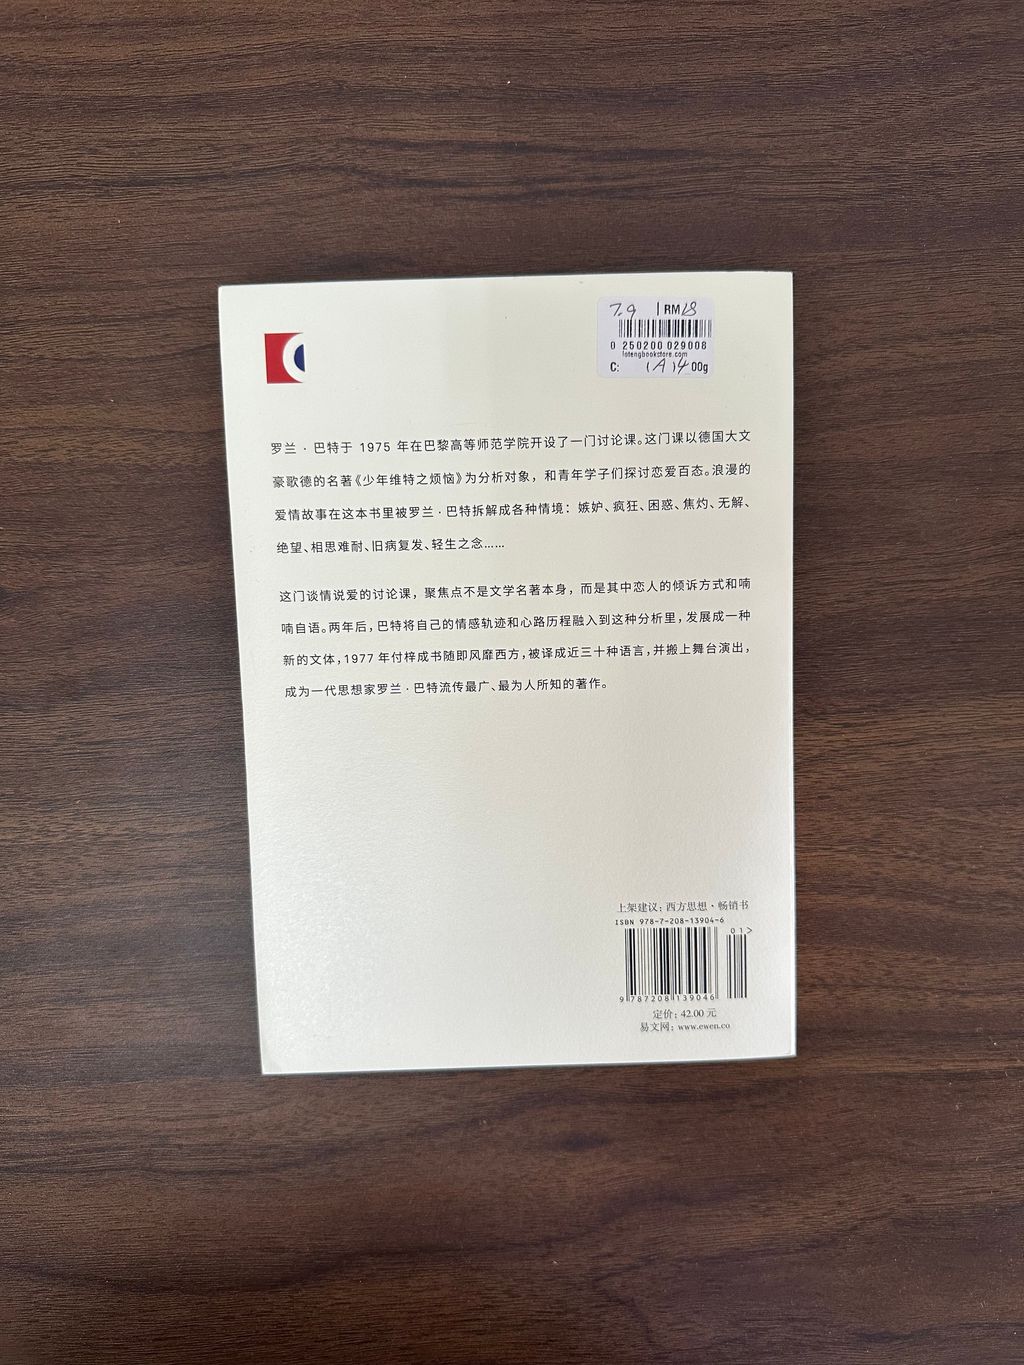 7.9 | RM28
0 250200 029008
lotengbookstore.com
C: (A) 00g
罗兰·巴特于 1975 年在巴黎高等师范学院开设了一门讨论课。这门课以德国大文
豪歌德的名著《少年维特之烦恼》为分析对象，和青年学子们探讨恋爱百态。浪漫的
爱情故事在这本书里被罗兰·巴特拆解成各种情境：嫉妒、疯狂、困惑、焦灼、无解、
绝望、相思难耐、旧病复发、轻生之念……
这门谈情说爱的讨论课，聚焦点不是文学名著本身，而是其中恋人的倾诉方式和喃
喃自语。两年后，巴特将自己的情感轨迹和心路历程融入到这种分析里，发展成一种
新的文体，1977 年付梓成书随即风靡西方，被译成近三十种语言，并搬上舞台演出，
成为一代思想家罗兰·巴特流传最广、最为人所知的著作。
上架建议：西方思想·畅销书
ISBN 978-7-208-13904-6
01>
9 787208 139046
定价：42.00 元
易文网：www.ewen.co